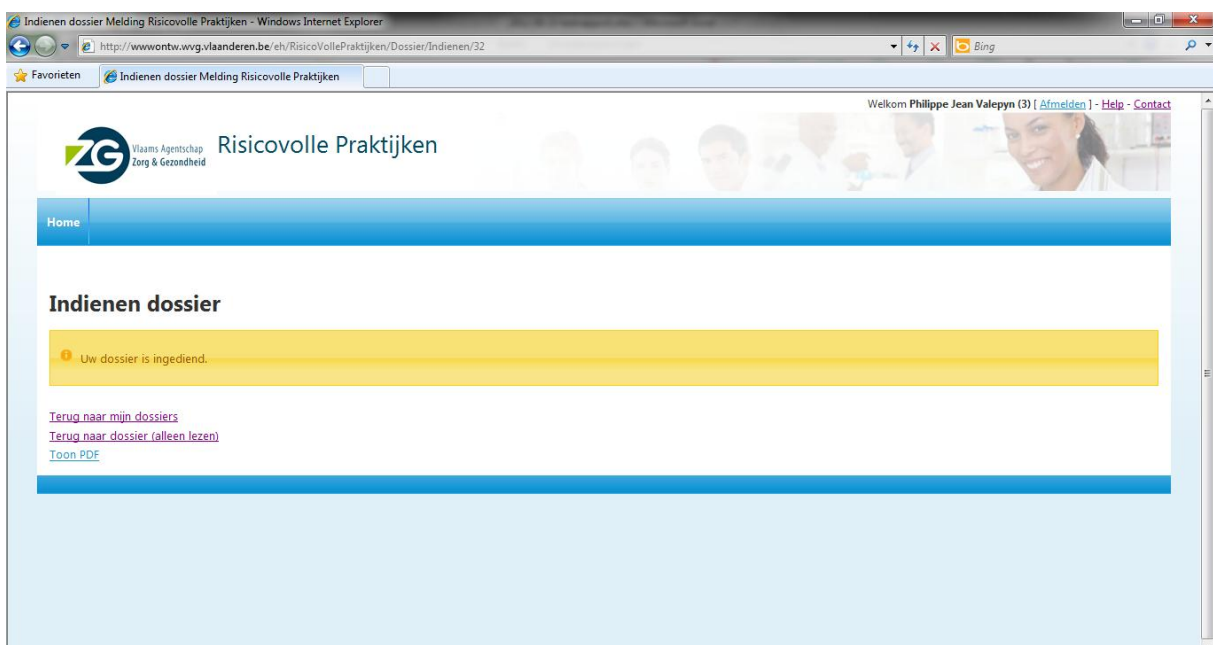 Indienen dossier Melding Risicovolle Praktijken - Windows Internet Explorer
http://wwwontw.wvg.vlaanderen.be/eh/RisicoVollePraktijken/Dossier/Indienen/32
Bing
Favorieten
Indienen dossier Melding Risicovolle Praktijken
Welkom Philippe Jean Valepyn (3) [ Afmelden ] - Help - Contact
ZG
Vlaams Agentschap
Zorg & Gezondheid
Risicovolle Praktijken
Home
Indienen dossier
Uw dossier is ingediend.
Terug naar mijn dossiers
Terug naar dossier (alleen lezen)
Toon PDF